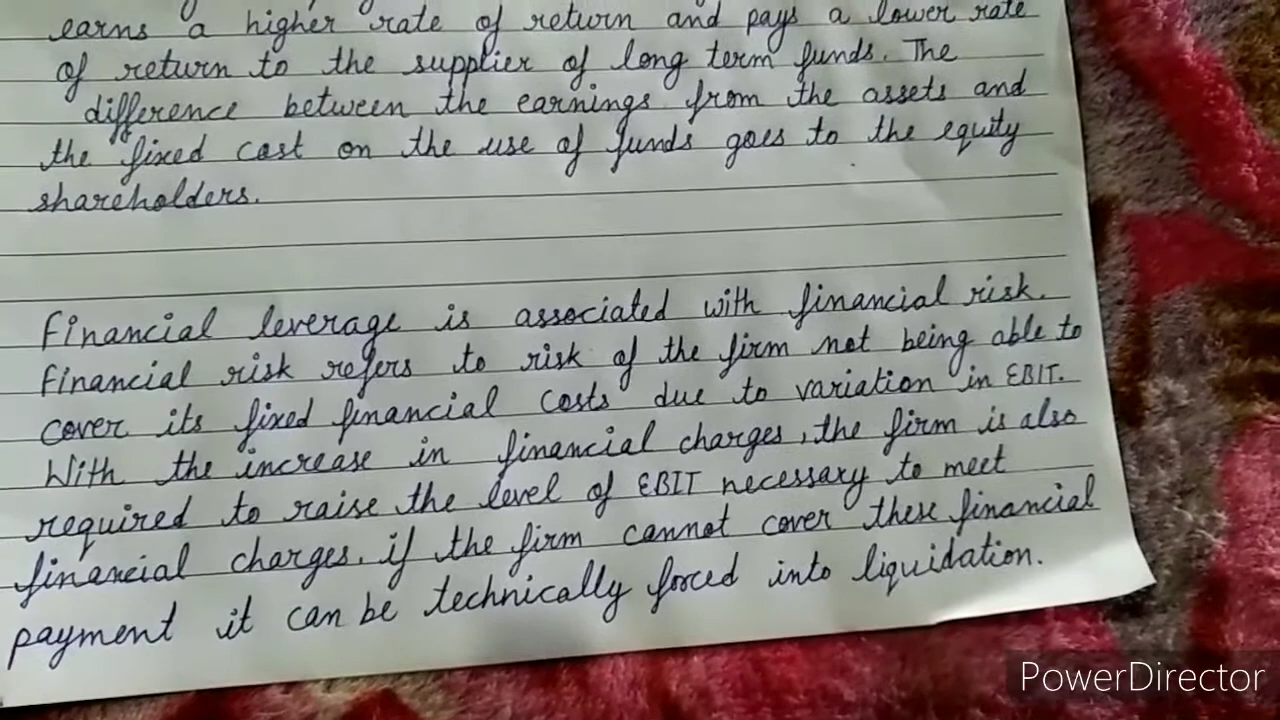 earns a higher rate of return and pays a lower rate
of return to the supplier of long term funds. The
difference between the earnings from the assets and
the fixed cost on the use of funds goes to the equity
shareholders.
Financial leverage is associated with financial risk.
Financial risk refers to risk of the firm not being able to
cover its fixed financial costs due to variation in EBIT.
With the increase in financial charges, the firm is also
required to raise the level of EBIT necessary to meet
financial charges. if the firm cannot cover these financial
payment it can be technically forced into liquidation.
PowerDirector